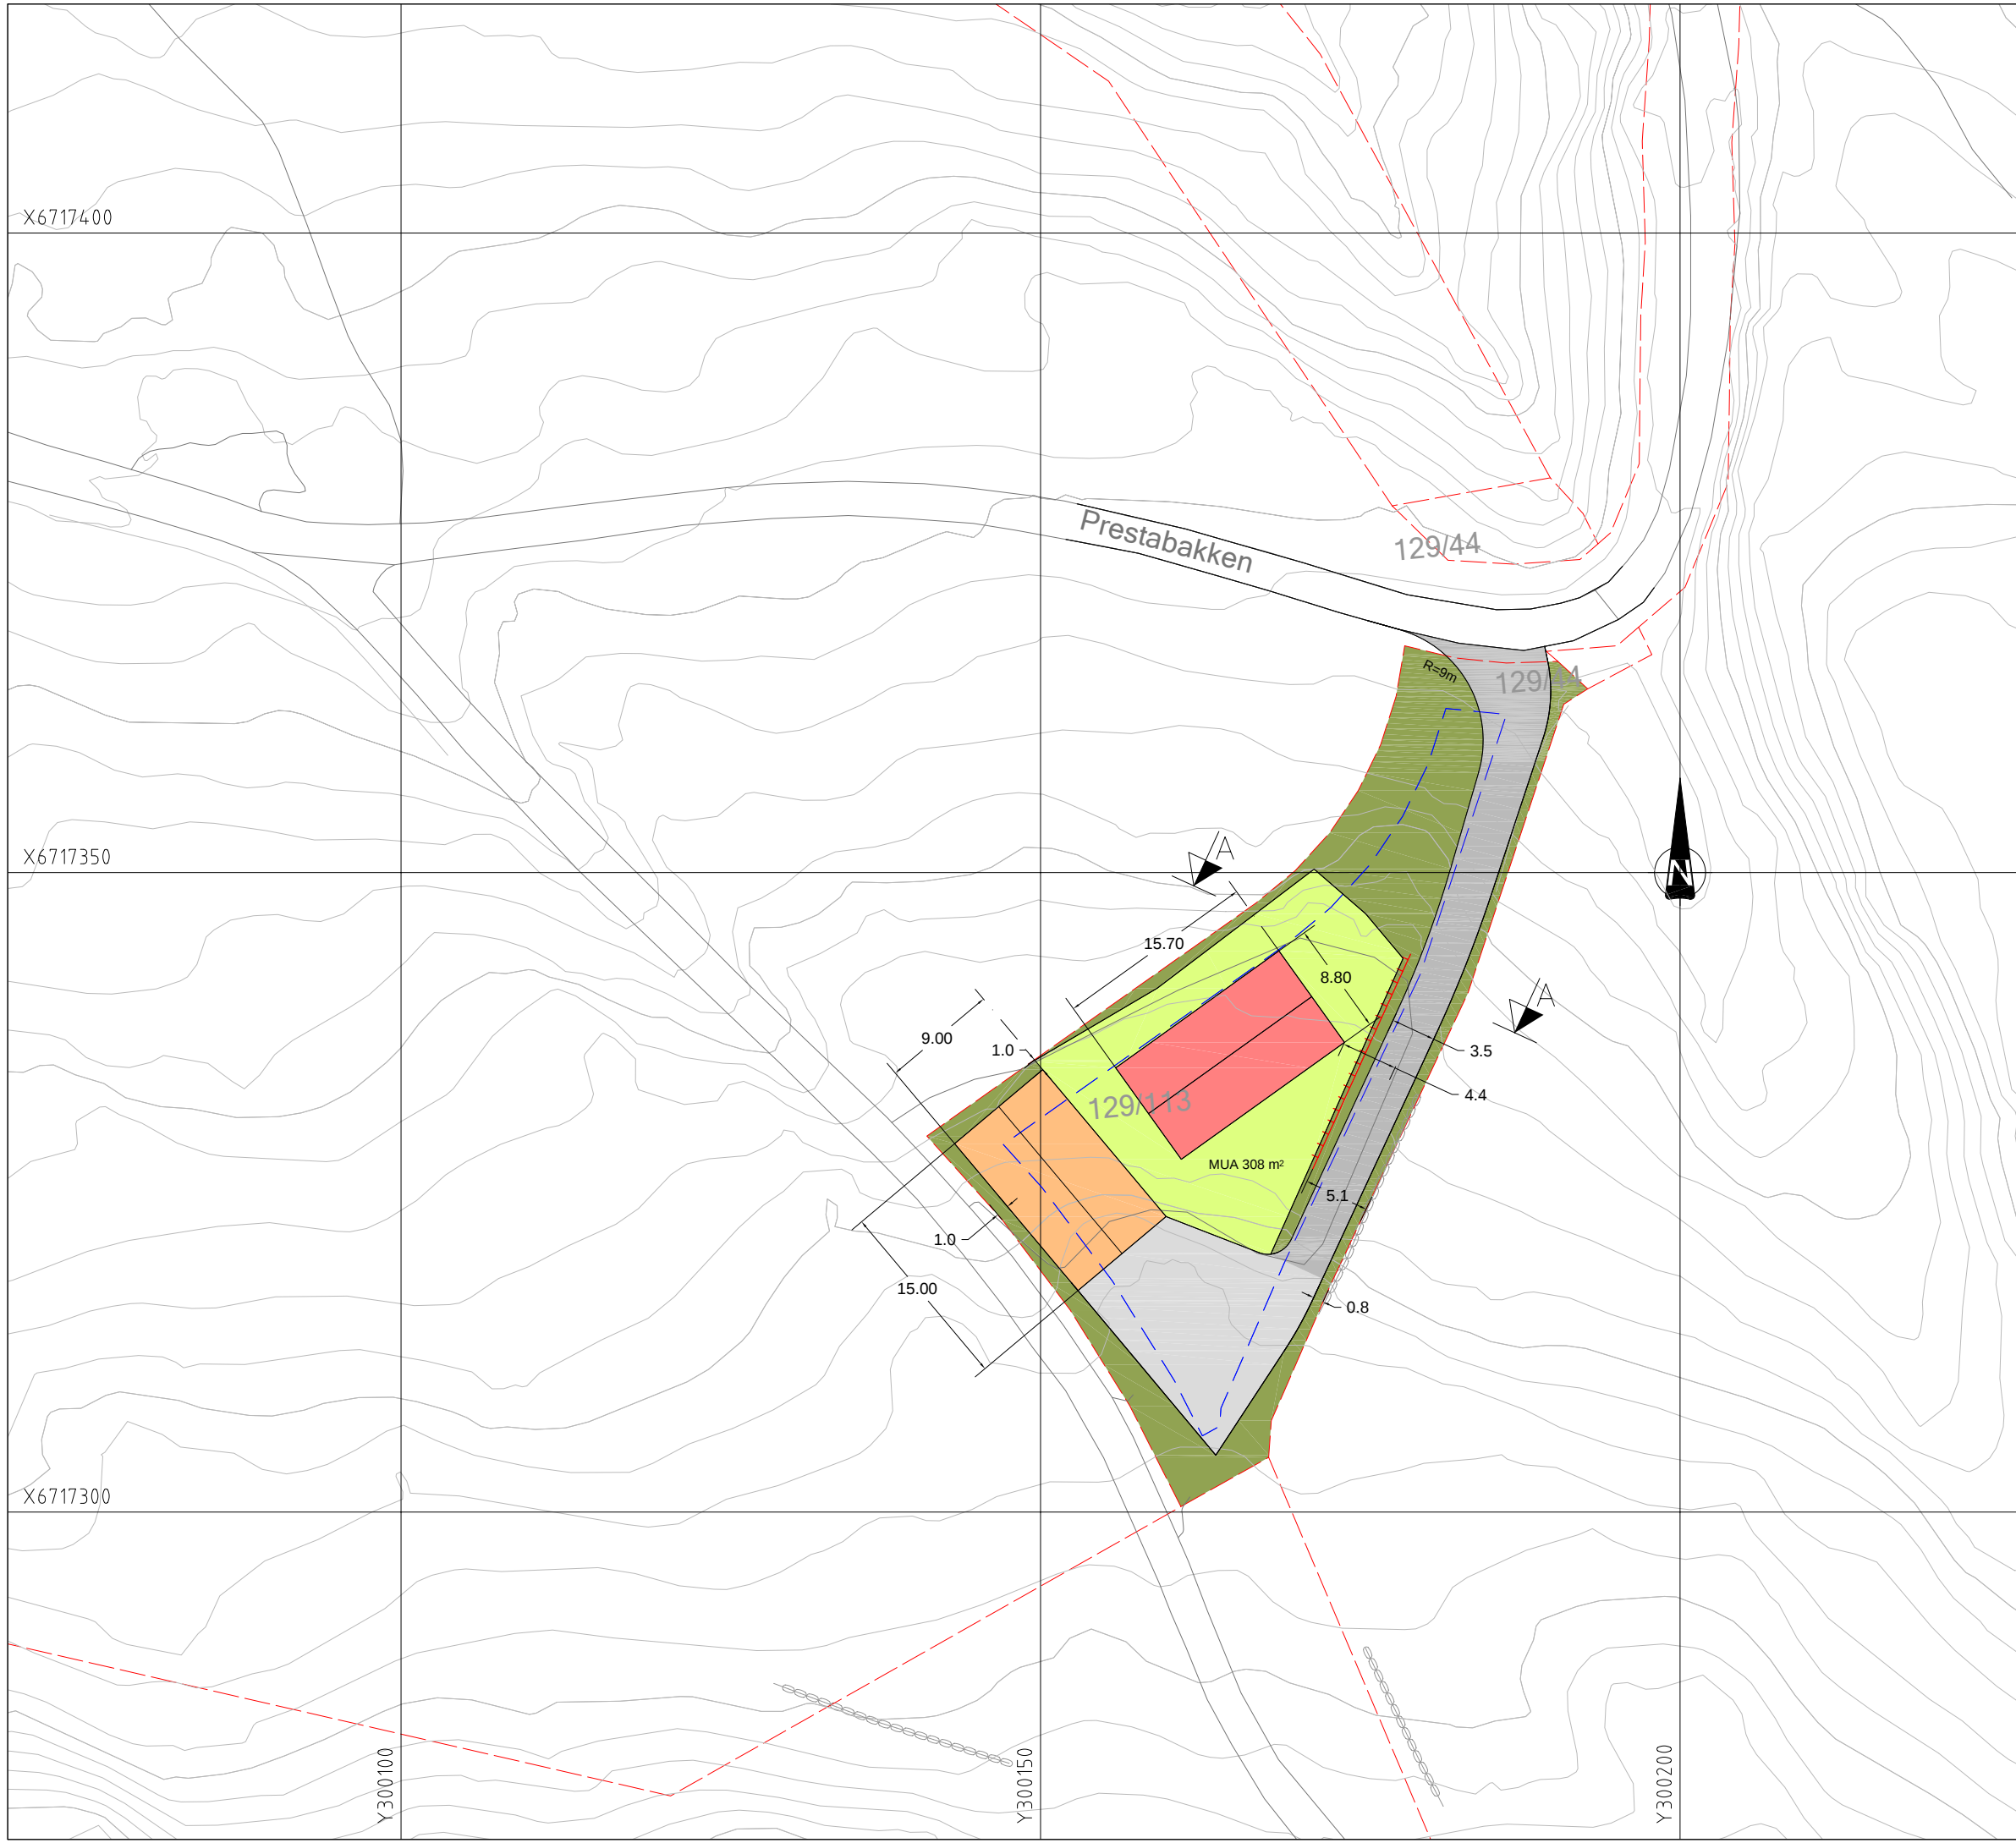 X6717400
Prestabakken
129/44
R=9m
129/44
X6717350
A
N
15.70
8.80
A
9.00
1.0
3.5
4.4
129/113
MUA 308 m²
5.1
1.0
15.00
0.8
X6717300
Y300100
Y300150
Y300200